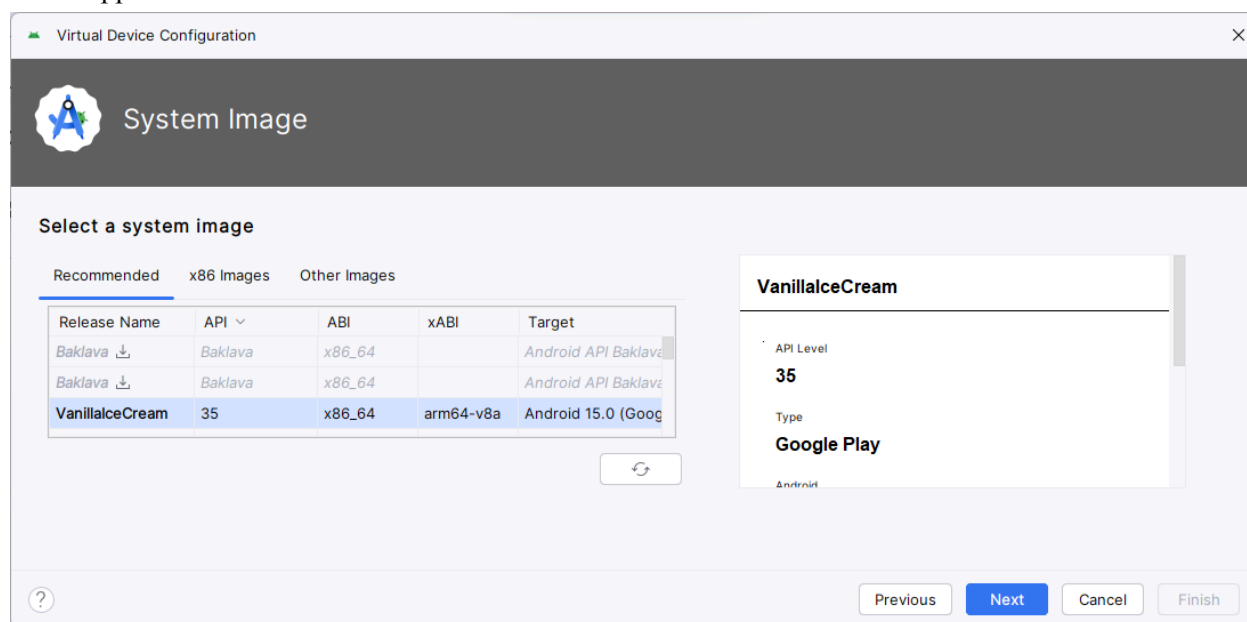 Virtual Device Configuration
System Image
Select a system image
Recommended x86 Images Other Images
Release Name API ABI xABI Target
Baklava Baklava x86_64 Android API Baklava
Baklava Baklava x86_64 Android API Baklava
VanillaIceCream 35 x86_64 arm64-v8a Android 15.0 (Goog
VanillaIceCream
API Level
35
Type
Google Play
Android
?
Previous Next Cancel Finish